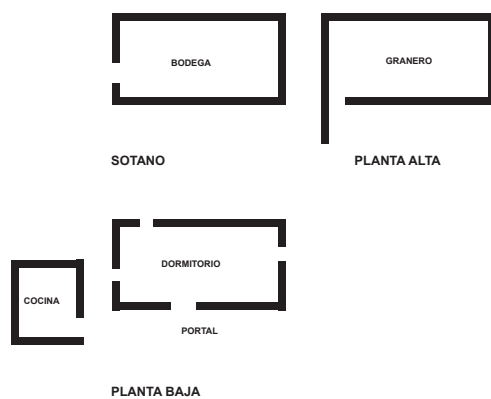 BODEGA
GRANERO
SOTANO
PLANTA ALTA
DORMITORIO
COCINA
PORTAL
PLANTA BAJA